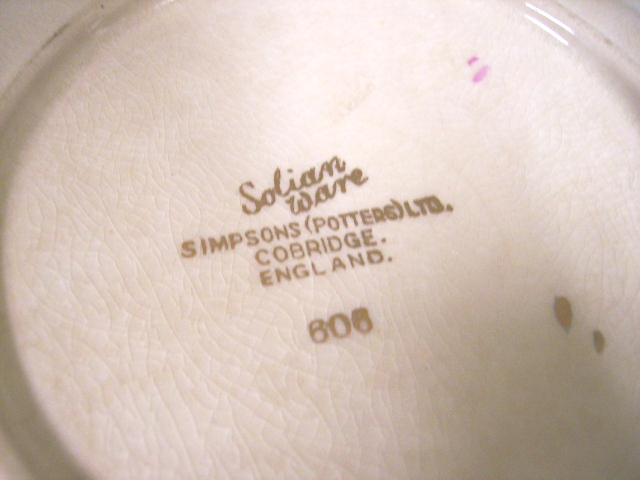 Solian
Ware
SIMPSONS (POTTERS) LTD.
COBRIDGE.
ENGLAND.
606